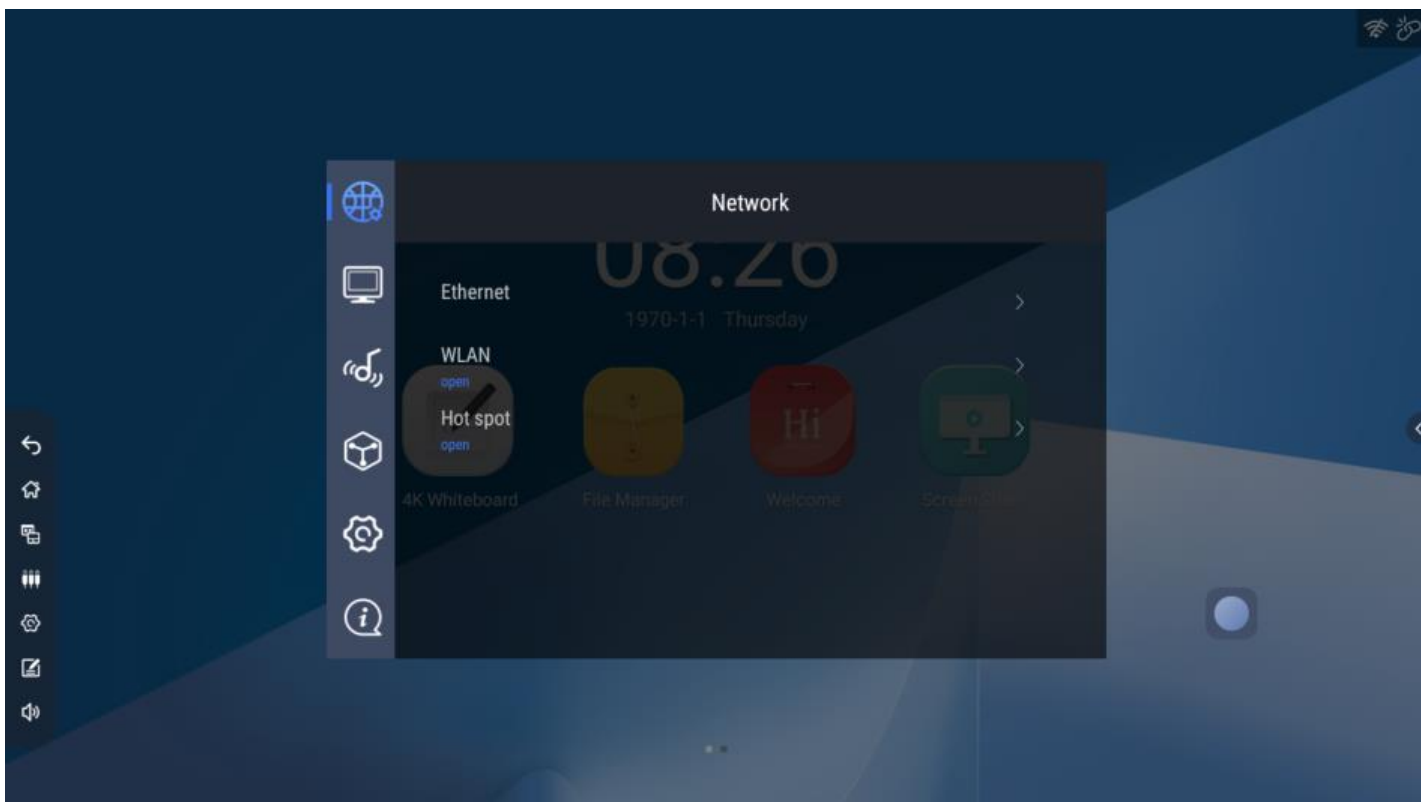 Network
08:26
1970-1-1 Thursday
Ethernet
WLAN
open
Hot spot
open
Hi
4K Whiteboard
File Manager
Welcome
Screen